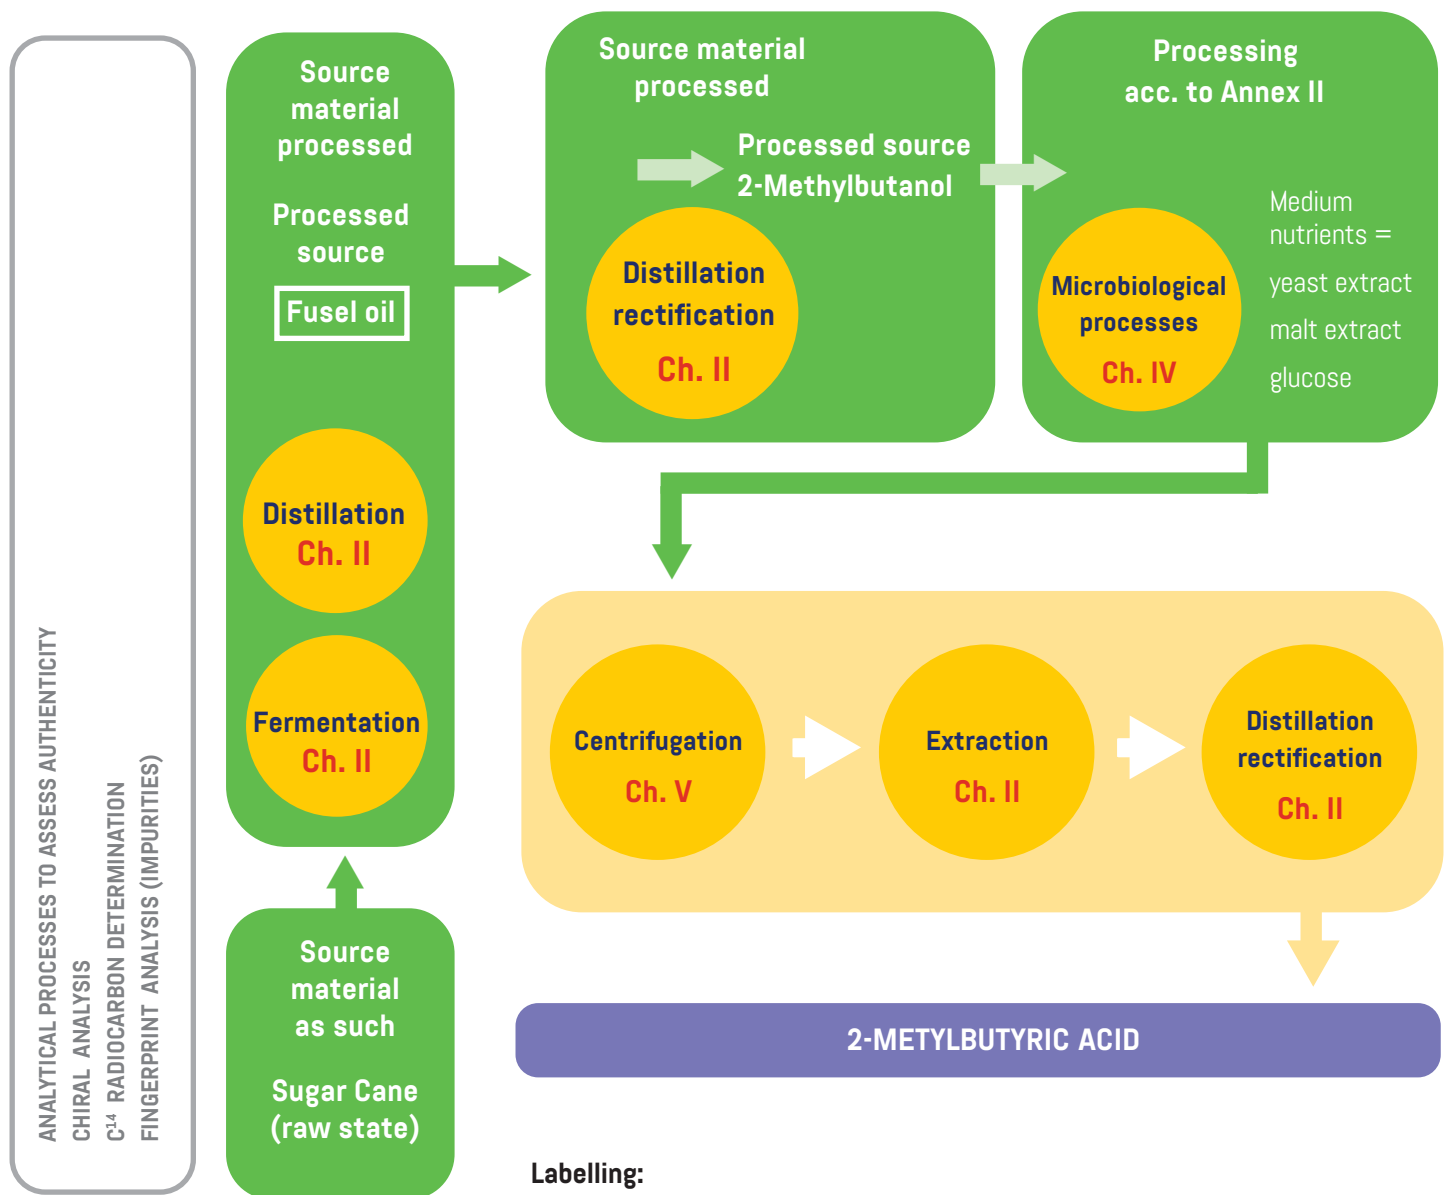 ANALYTICAL PROCESSES TO ASSESS AUTHENTICITY
CHIRAL ANALYSIS
C¹⁴ RADIOCARBON DETERMINATION
FINGERPRINT ANALYSIS (IMPURITIES)
Source
material
processed
Processed
source
Fusel oil
Distillation
Ch. II
Fermentation
Ch. II
Source
material
as such
Sugar Cane
(raw state)
Source material
processed
Processed source
2-Methylbutanol
Distillation
rectification
Ch. II
Processing
acc. to Annex II
Microbiological
processes
Ch. IV
Medium
nutrients =
yeast extract
malt extract
glucose
Centrifugation
Ch. V
Extraction
Ch. II
Distillation
rectification
Ch. II
2-METYLBUTYRIC ACID
Labelling: